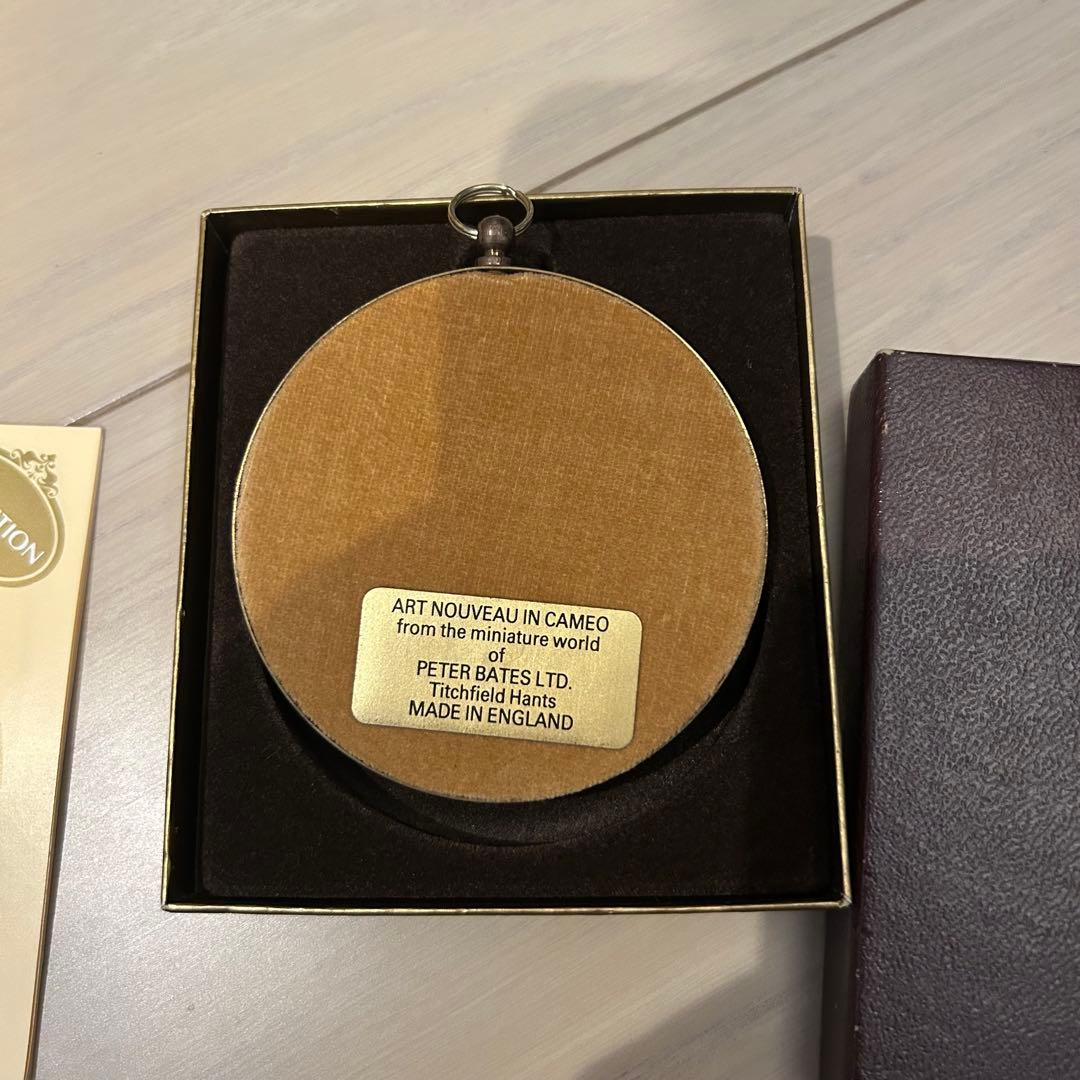 ART NOUVEAU IN CAMEO
from the miniature world
of
PETER BATES LTD.
Titchfield Hants
MADE IN ENGLAND